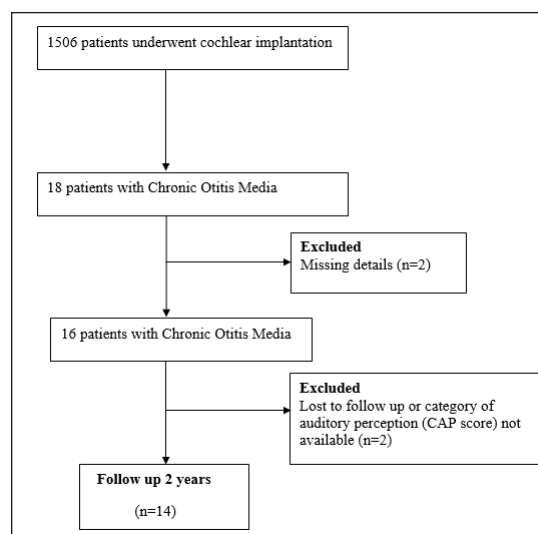 1506 patients underwent cochlear implantation
18 patients with Chronic Otitis Media
Excluded
Missing details (n=2)
16 patients with Chronic Otitis Media
Excluded
Lost to follow up or category of
auditory perception (CAP score) not
available (n=2)
Follow up 2 years
(n=14)